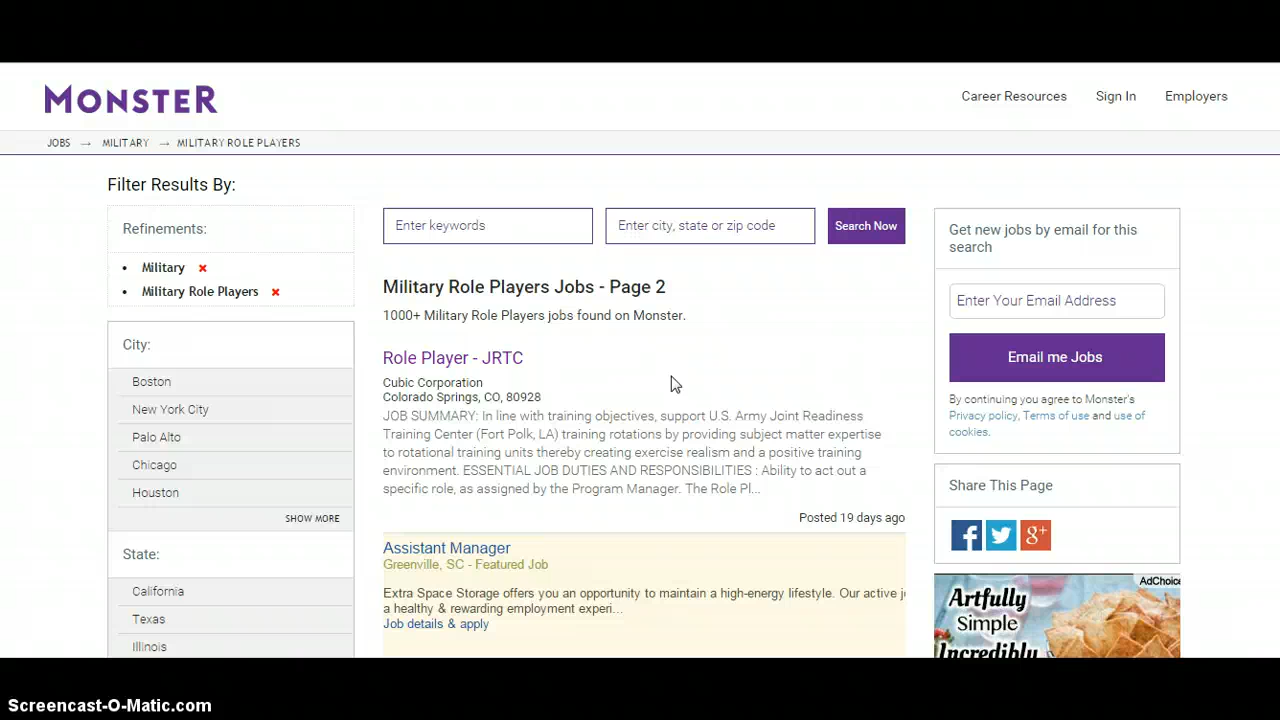 MONSTER
Career Resources
Sign In
Employers
JOBS → MILITARY → MILITARY ROLE PLAYERS
Filter Results By:
Refinements:
• Military ×
• Military Role Players ×
City:
Boston
New York City
Palo Alto
Chicago
Houston
SHOW MORE
State:
California
Texas
Illinois
Enter keywords
Enter city, state or zip code
Search Now
Military Role Players Jobs - Page 2
1000+ Military Role Players jobs found on Monster.
Role Player - JRTC
Cubic Corporation
Colorado Springs, CO, 80928
JOB SUMMARY: In line with training objectives, support U.S. Army Joint Readiness
Training Center (Fort Polk, LA) training rotations by providing subject matter expertise
to rotational training units thereby creating exercise realism and a positive training
environment. ESSENTIAL JOB DUTIES AND RESPONSIBILITIES : Ability to act out a
specific role, as assigned by the Program Manager. The Role Pl...
Posted 19 days ago
Assistant Manager
Greenville, SC - Featured Job
Extra Space Storage offers you an opportunity to maintain a high-energy lifestyle. Our active
a healthy & rewarding employment experi...
Job details & apply
Get new jobs by email for this
search
Enter Your Email Address
Email me Jobs
By continuing you agree to Monster's
Privacy policy, Terms of use and use of
cookies.
Share This Page
f
g+
AdChoice
Artfully
Simple
Incredibly
Screencast-O-Matic.com